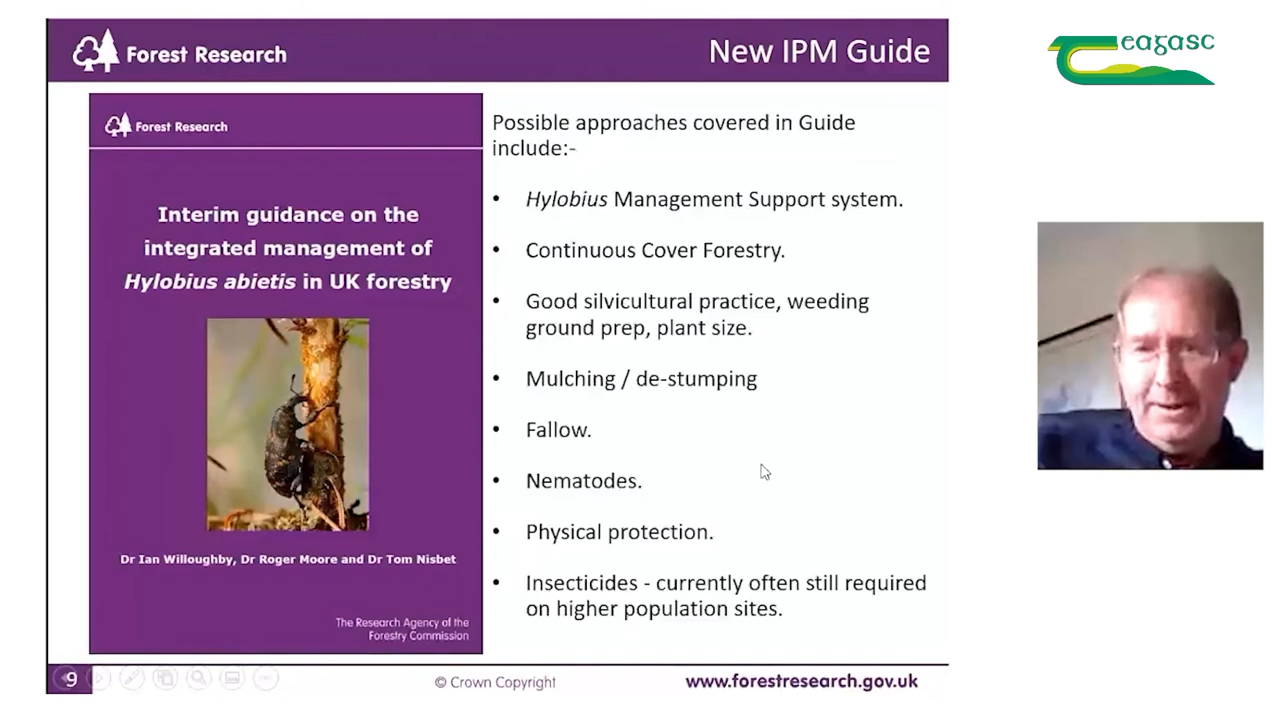 Forest Research
New IPM Guide
Forest Research
Interim guidance on the
integrated management of
Hylobius abietis in UK forestry
Dr Ian Willoughby, Dr Roger Moore and Dr Tom Nisbet
The Research Agency of the
Forestry Commission
Possible approaches covered in Guide
include:-
• Hylobius Management Support system.
• Continuous Cover Forestry.
• Good silvicultural practice, weeding
ground prep, plant size.
• Mulching / de-stumping
• Fallow.
• Nematodes.
• Physical protection.
• Insecticides - currently often still required
on higher population sites.
9
© Crown Copyright
www.forestresearch.gov.uk
Teagasc